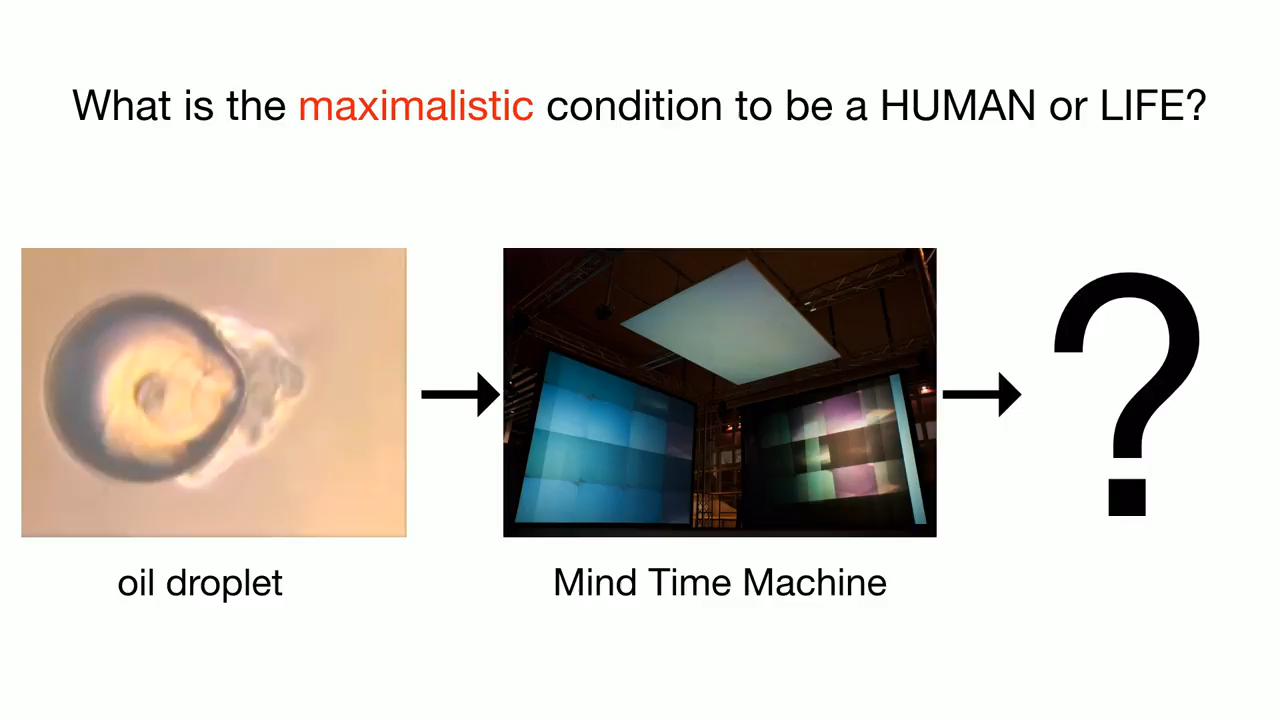 What is the maximalistic condition to be a HUMAN or LIFE?
?
oil droplet
Mind Time Machine